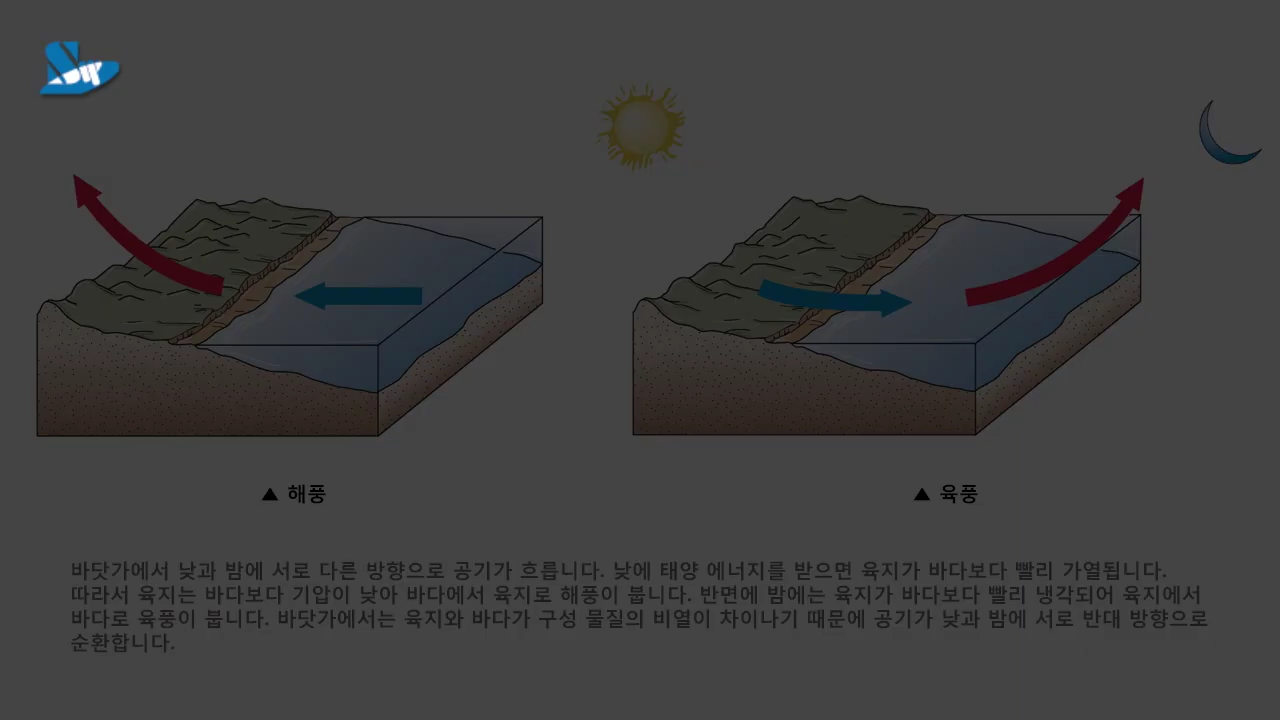 ▲ 해풍
▲ 육풍
바닷가에서 낮과 밤에 서로 다른 방향으로 공기가 흐릅니다. 낮에 태양 에너지를 받으면 육지가 바다보다 빨리 가열됩니다.
따라서 육지는 바다보다 기압이 낮아 바다에서 육지로 해풍이 붑니다. 반면에 밤에는 육지가 바다보다 빨리 냉각되어 육지에서
바다로 육풍이 붑니다. 바닷가에서는 육지와 바다가 구성 물질의 비열이 차이나기 때문에 공기가 낮과 밤에 서로 반대 방향으로
순환합니다.